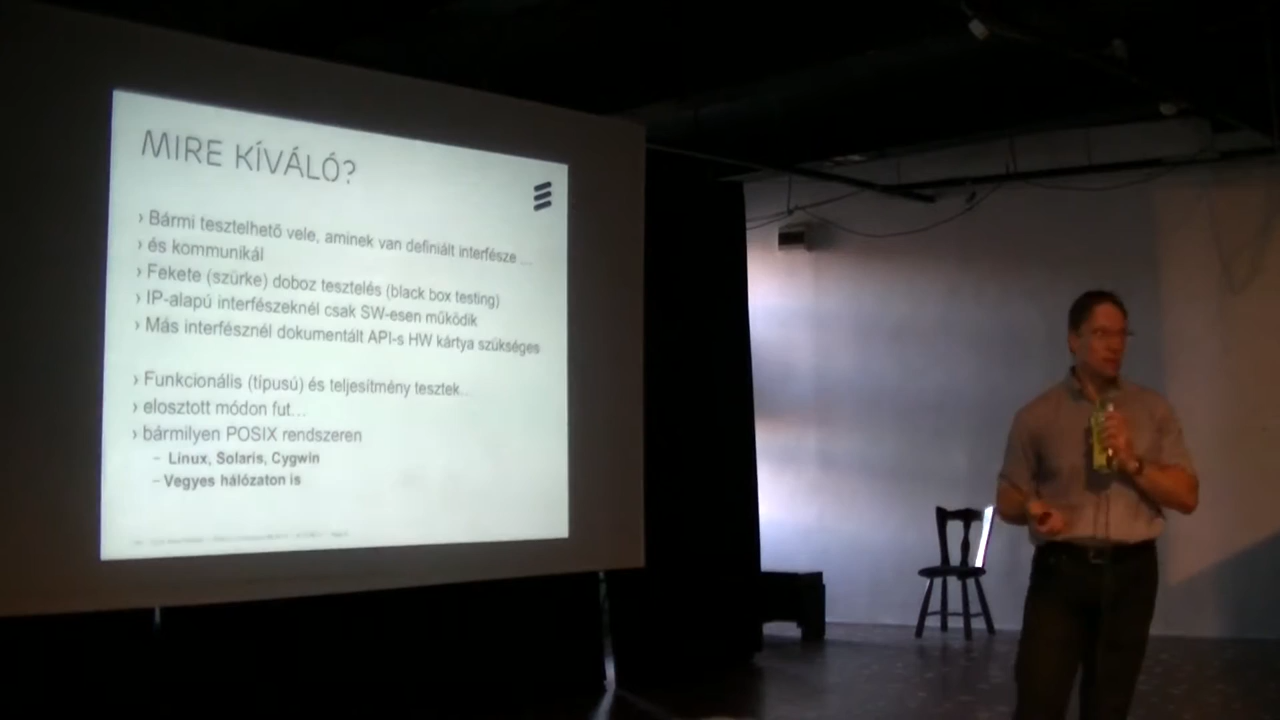 MIRE KÍVÁLÓ?
› Bármi tesztelhető vele, aminek van definiált interfésze ...
› és kommunikál
› Fekete (szürke) doboz tesztelés (black box testing)
› IP-alapú interfészeknél csak SW-esen működik
› Más interfésznél dokumentált API-s HW kártya szükséges
› Funkcionális (típusú) és teljesítmény tesztek...
› elosztott módon fut...
› bármilyen POSIX rendszeren
– Linux, Solaris, Cygwin
– Vegyes hálózaton is